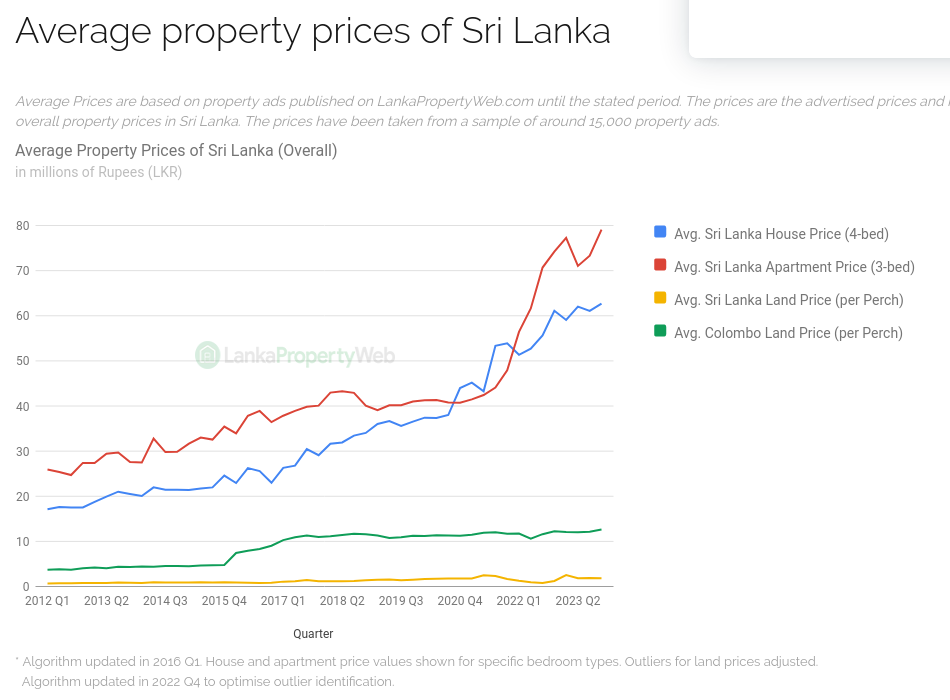 Average property prices of Sri Lanka
Average Prices are based on property ads published on LankaPropertyWeb.com until the stated period. The prices are the advertised prices and
overall property prices in Sri Lanka. The prices have been taken from a sample of around 15,000 property ads.
Average Property Prices of Sri Lanka (Overall)
in millions of Rupees (LKR)
80
70
60
50
40
30
20
10
0
LankaPropertyWeb
Avg. Sri Lanka House Price (4-bed)
Avg. Sri Lanka Apartment Price (3-bed)
Avg. Sri Lanka Land Price (per Perch)
Avg. Colombo Land Price (per Perch)
2012 Q1 2013 Q2 2014 Q3 2015 Q4 2017 Q1 2018 Q2 2019 Q3 2020 Q4 2022 Q1 2023 Q2
Quarter
* Algorithm updated in 2016 Q1. House and apartment price values shown for specific bedroom types. Outliers for land prices adjusted.
Algorithm updated in 2022 Q4 to optimise outlier identification.